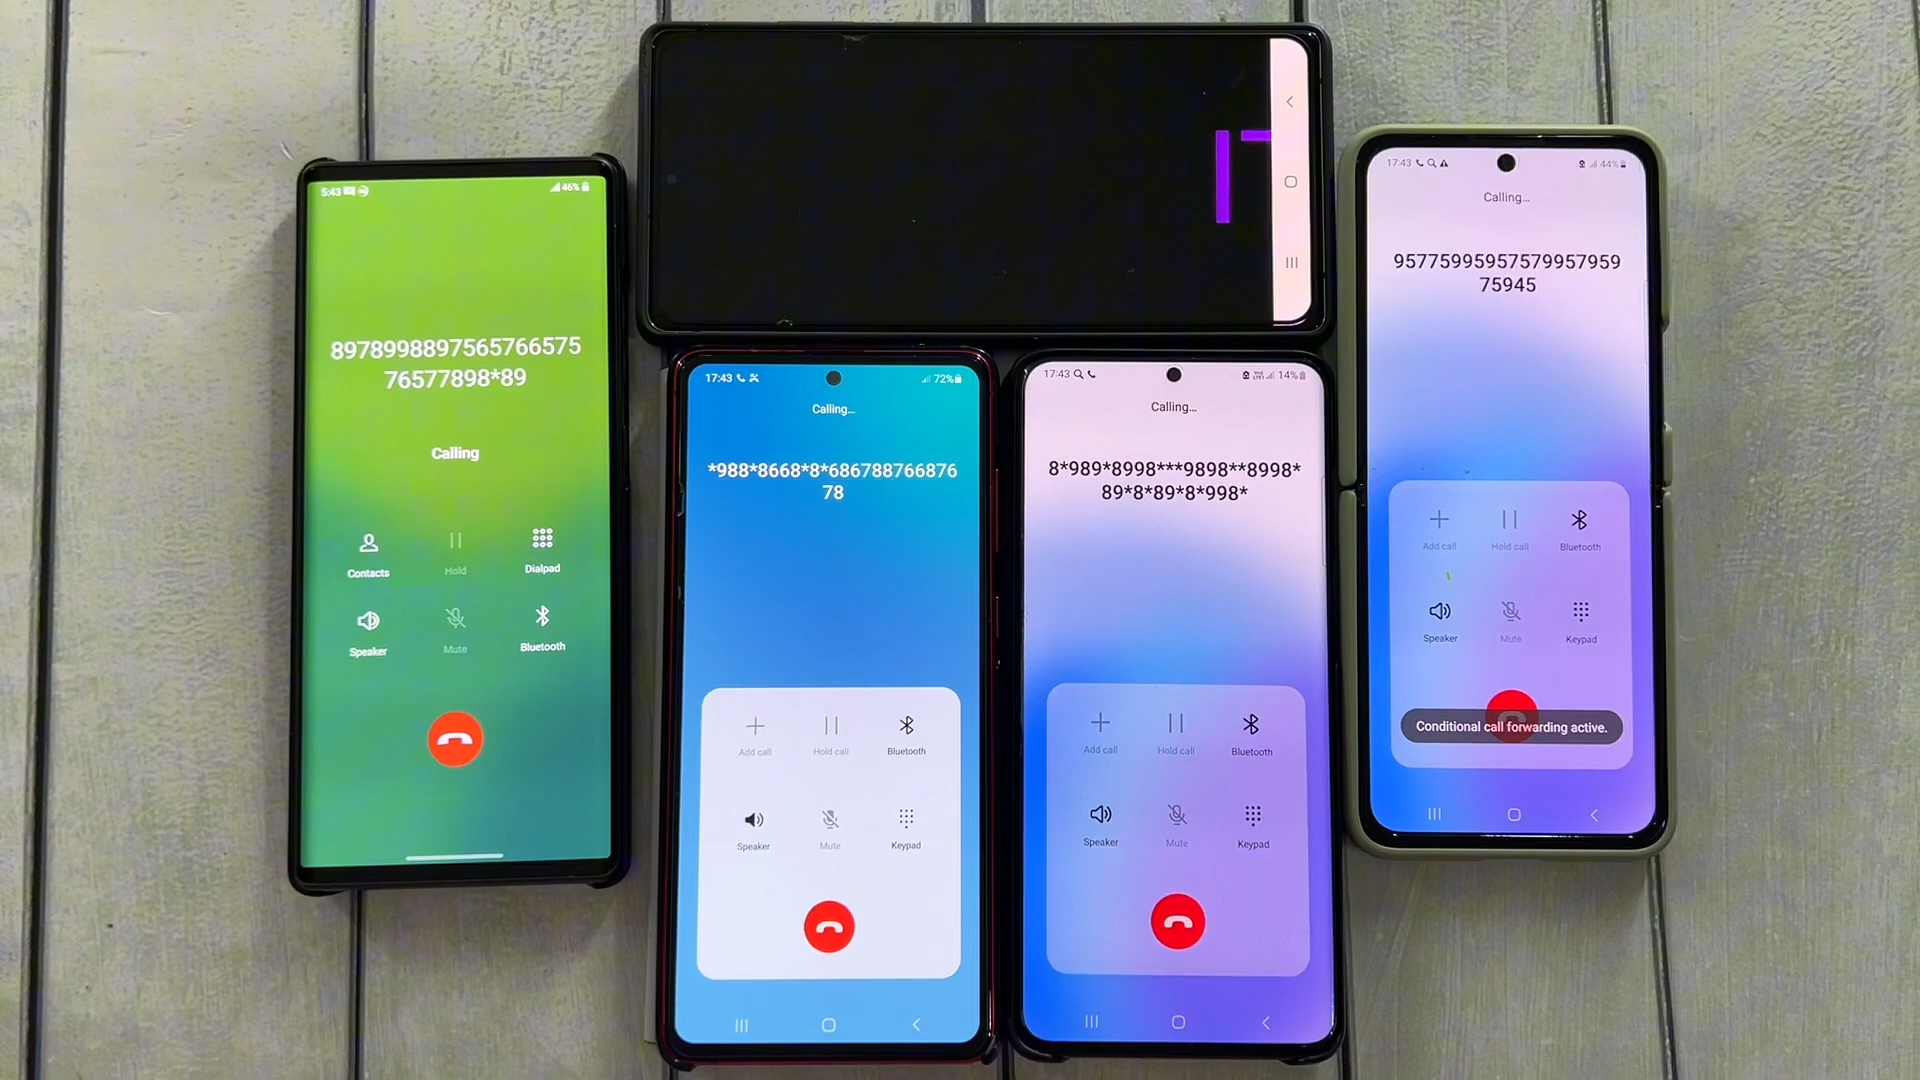 5:43
46%
8978998897565766575
76577898*89
Calling
Contacts
Hold
Dialpad
Speaker
Mute
Bluetooth
17:43
72%
Calling...
*988*8668*8*686788766876
78
Add call
Hold call
Bluetooth
Speaker
Mute
Keypad
17:43
14%
Calling...
8*989*8998***9898**8998*
89*8*89*8*998*
Add call
Hold call
Bluetooth
Speaker
Mute
Keypad
17:43
44%
Calling...
95775995957579957959
75945
Add call
Hold call
Bluetooth
Speaker
Mute
Keypad
Conditional call forwarding active.